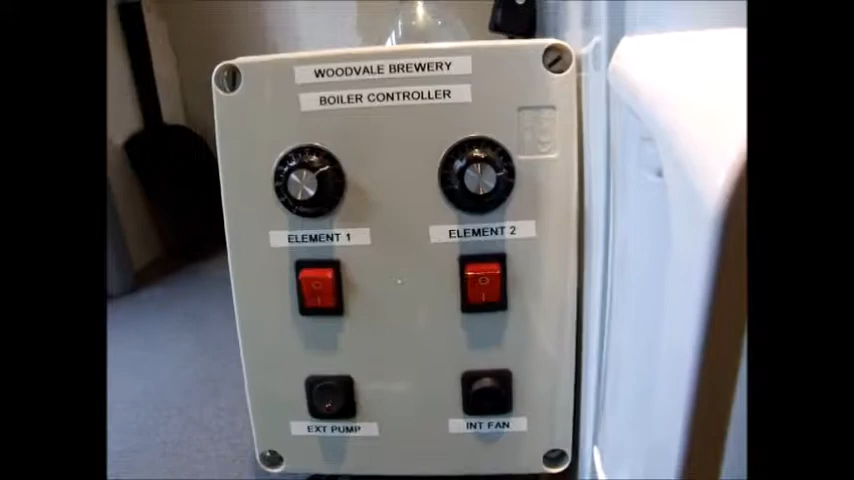 WOODVALE BREWERY
BOILER CONTROLLER
ELEMENT 1
ELEMENT 2
EXT PUMP
INT FAN